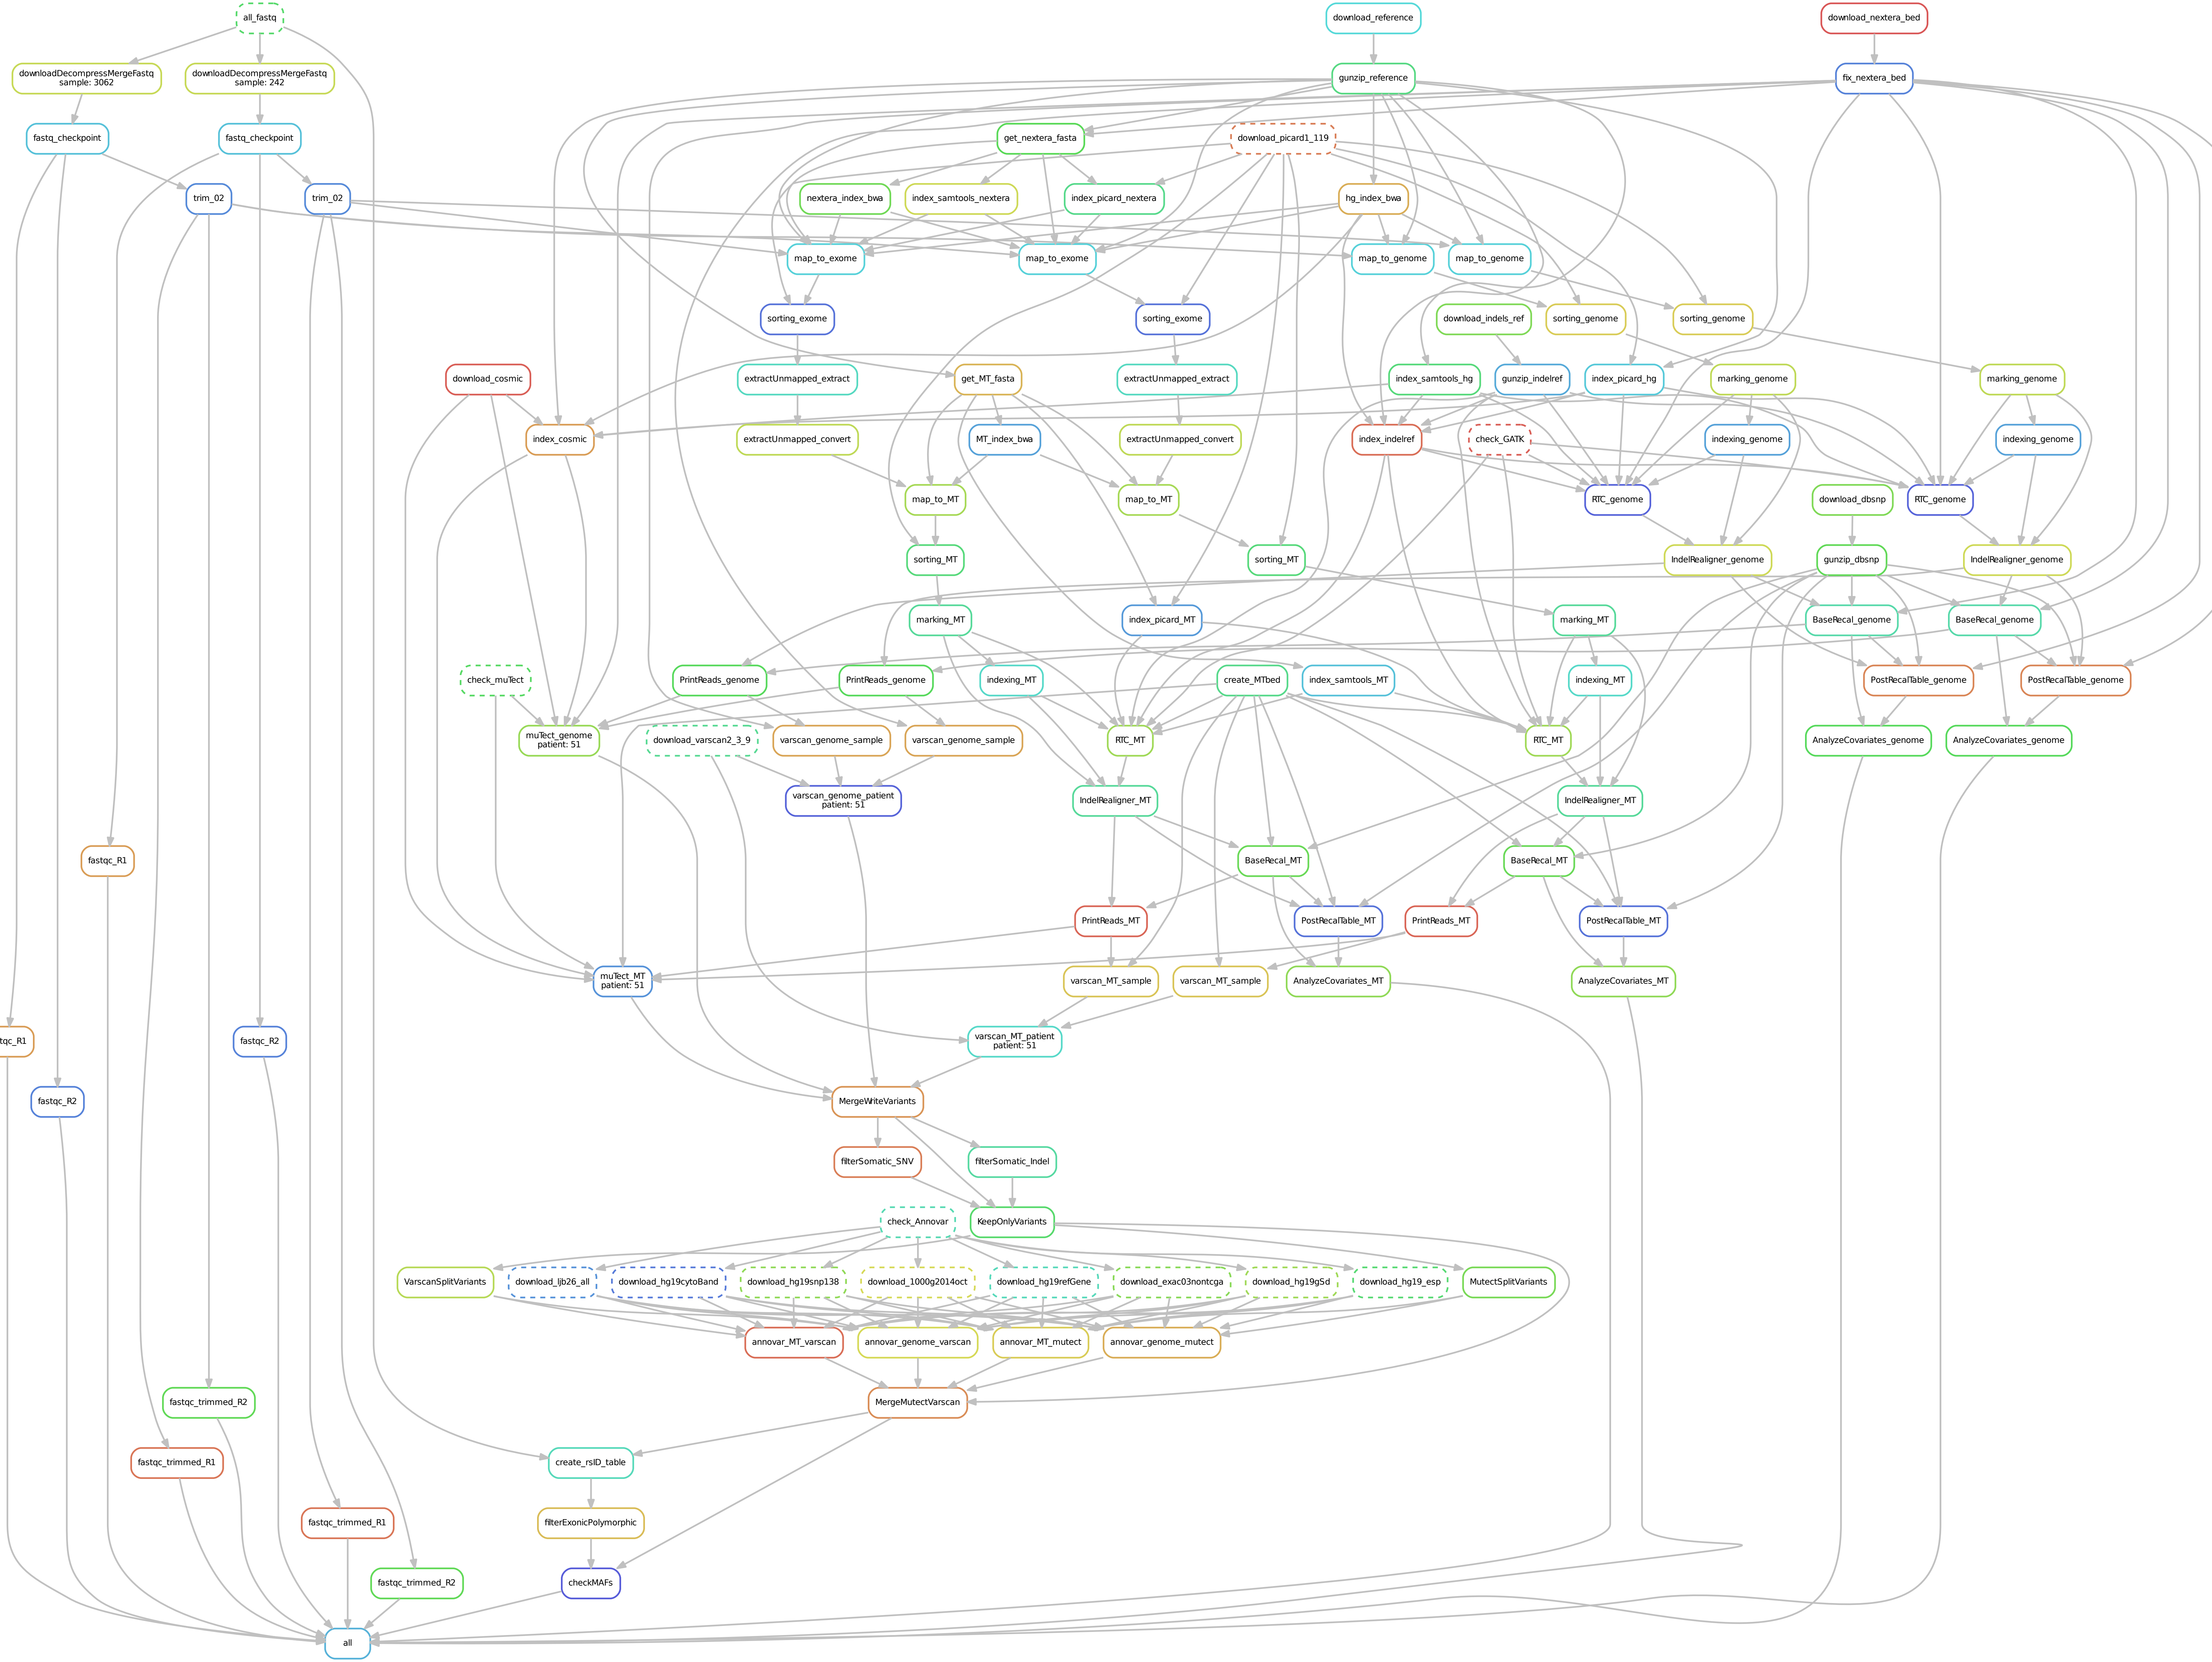 all_fastq
download_reference
download_nextera_bed
downloadDecompressMergeFastq
sample: 3062
downloadDecompressMergeFastq
sample: 242
gunzip_reference
fix_nextera_bed
fastq_checkpoint
fastq_checkpoint
get_nextera_fasta
download_picard1_119
trim_02
trim_02
nextera_index_bwa
index_samtools_nextera
index_picard_nextera
hg_index_bwa
map_to_exome
map_to_exome
map_to_genome
map_to_genome
sorting_exome
sorting_exome
download_indels_ref
sorting_genome
sorting_genome
download_cosmic
extractUnmapped_extract
get_MT_fasta
extractUnmapped_extract
index_samtools_hg
gunzip_indelref
index_picard_hg
marking_genome
marking_genome
index_cosmic
extractUnmapped_convert
MT_index_bwa
extractUnmapped_convert
index_indelref
check_GATK
indexing_genome
indexing_genome
map_to_MT
map_to_MT
RTC_genome
download_dbsnp
RTC_genome
sorting_MT
sorting_MT
IndelRealigner_genome
gunzip_dbsnp
IndelRealigner_genome
marking_MT
index_picard_MT
marking_MT
BaseRecal_genome
BaseRecal_genome
check_muTect
PrintReads_genome
PrintReads_genome
indexing_MT
create_MTbed
index_samtools_MT
indexing_MT
PostRecalTable_genome
PostRecalTable_genome
muTect_genome
patient: 51
download_varscan2_3_9
varscan_genome_sample
varscan_genome_sample
RTC_MT
RTC_MT
AnalyzeCovariates_genome
AnalyzeCovariates_genome
varscan_genome_patient
patient: 51
IndelRealigner_MT
IndelRealigner_MT
fastqc_R1
BaseRecal_MT
BaseRecal_MT
PrintReads_MT
PostRecalTable_MT
PrintReads_MT
PostRecalTable_MT
muTect_MT
patient: 51
varscan_MT_sample
varscan_MT_sample
AnalyzeCovariates_MT
AnalyzeCovariates_MT
tqc_R1
fastqc_R2
varscan_MT_patient
patient: 51
fastqc_R2
MergeWriteVariants
filterSomatic_SNV
filterSomatic_Indel
check_Annovar
KeepOnlyVariants
VarscanSplitVariants
download_ljb26_all
download_hg19cytoBand
download_hg19snp138
download_1000g2014oct
download_hg19refGene
download_exac03nontcga
download_hg19gSd
download_hg19_esp
MutectSplitVariants
annovar_MT_varscan
annovar_genome_varscan
annovar_MT_mutect
annovar_genome_mutect
fastqc_trimmed_R2
MergeMutectVarscan
fastqc_trimmed_R1
create_rsID_table
fastqc_trimmed_R1
filterExonicPolymorphic
fastqc_trimmed_R2
checkMAFs
all